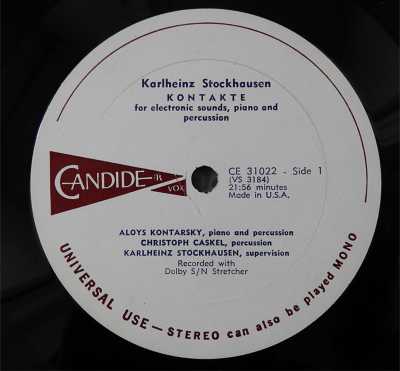 Karlheinz Stockhausen
KONTAKTE
for electronic sounds, piano and
percussion
CANDIDE R
VOX
CE 31022 - Side 1
(VS 3184)
21:56 minutes
Made in U.S.A.
ALOYS KONTARSKY, piano and percussion
CHRISTOPH CASKEL, percussion
KARLHEINZ STOCKHAUSEN, supervision
Recorded with
Dolby S/N Stretcher
UNIVERSAL USE — STEREO can also be played MONO